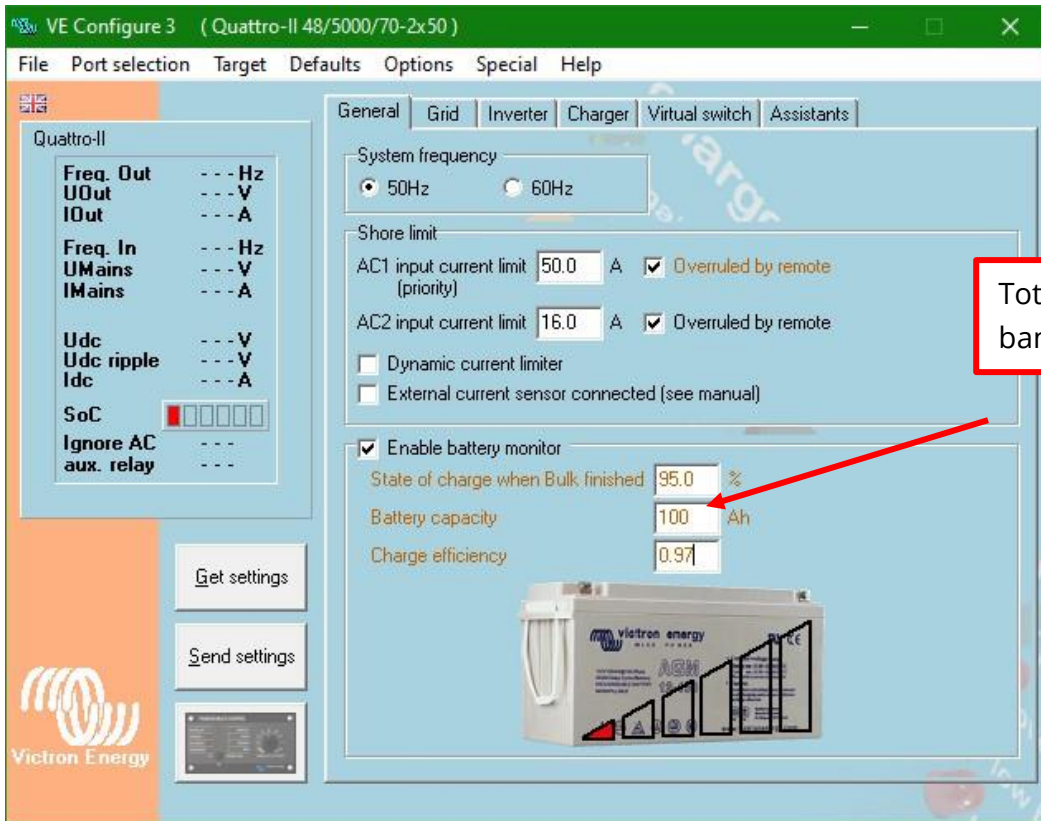 VE Configure 3 ( Quattro-II 48/5000/70-2x50 )
File Port selection Target Defaults Options Special Help
General Grid Inverter Charger Virtual switch Assistants
Quattro-II
Freq. Out - - - Hz
UOut - - - V
IOut - - - A
Freq. In - - - Hz
UMains - - - V
IMains - - - A
Udc - - - V
Udc ripple - - - V
Idc - - - A
SoC
Ignore AC - - -
aux. relay - - -
Get settings
Send settings
Victron Energy
System frequency
50Hz 60Hz
Shore limit
AC1 input current limit 50.0 A Overruled by remote
(priority)
AC2 input current limit 16.0 A Overruled by remote
Dynamic current limiter
External current sensor connected (see manual)
Enable battery monitor
State of charge when Bulk finished 95.0 %
Battery capacity 100 Ah
Charge efficiency 0.97
victron energy
AGM
Tot